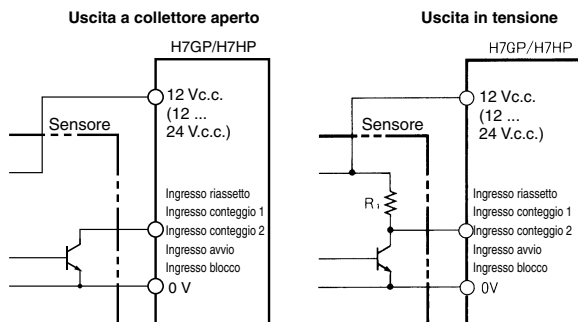 Uscita a collettore aperto
H7GP/H7HP
12 Vc.c.
(12 ...
24 V.c.c.)
Sensore
Ingresso riassetto
Ingresso conteggio 1
Ingresso conteggio 2
Ingresso avvio
Ingresso blocco
0 V
Uscita in tensione
H7GP/H7HP
12 Vc.c.
(12 ...
24 V.c.c.)
Sensore
R1
Ingresso riassetto
Ingresso conteggio 1
Ingresso conteggio 2
Ingresso avvio
Ingresso blocco
0V